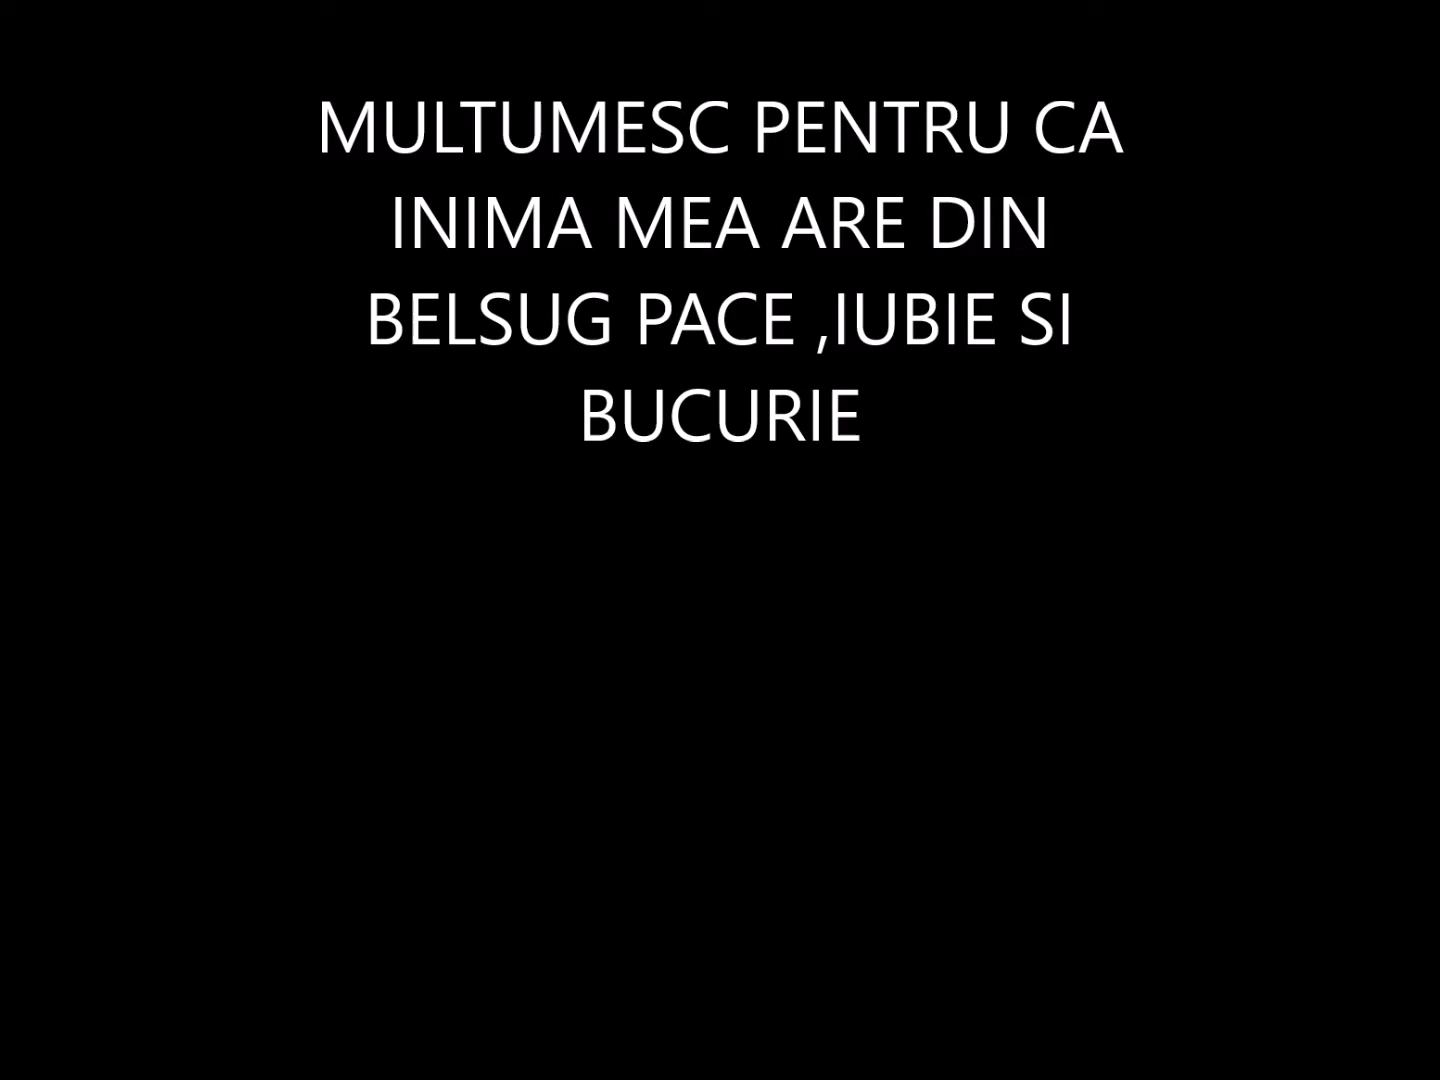 MULTUMESC PENTRU CA
INIMA MEA ARE DIN
BELSUG PACE ,IUBIE SI
BUCURIE